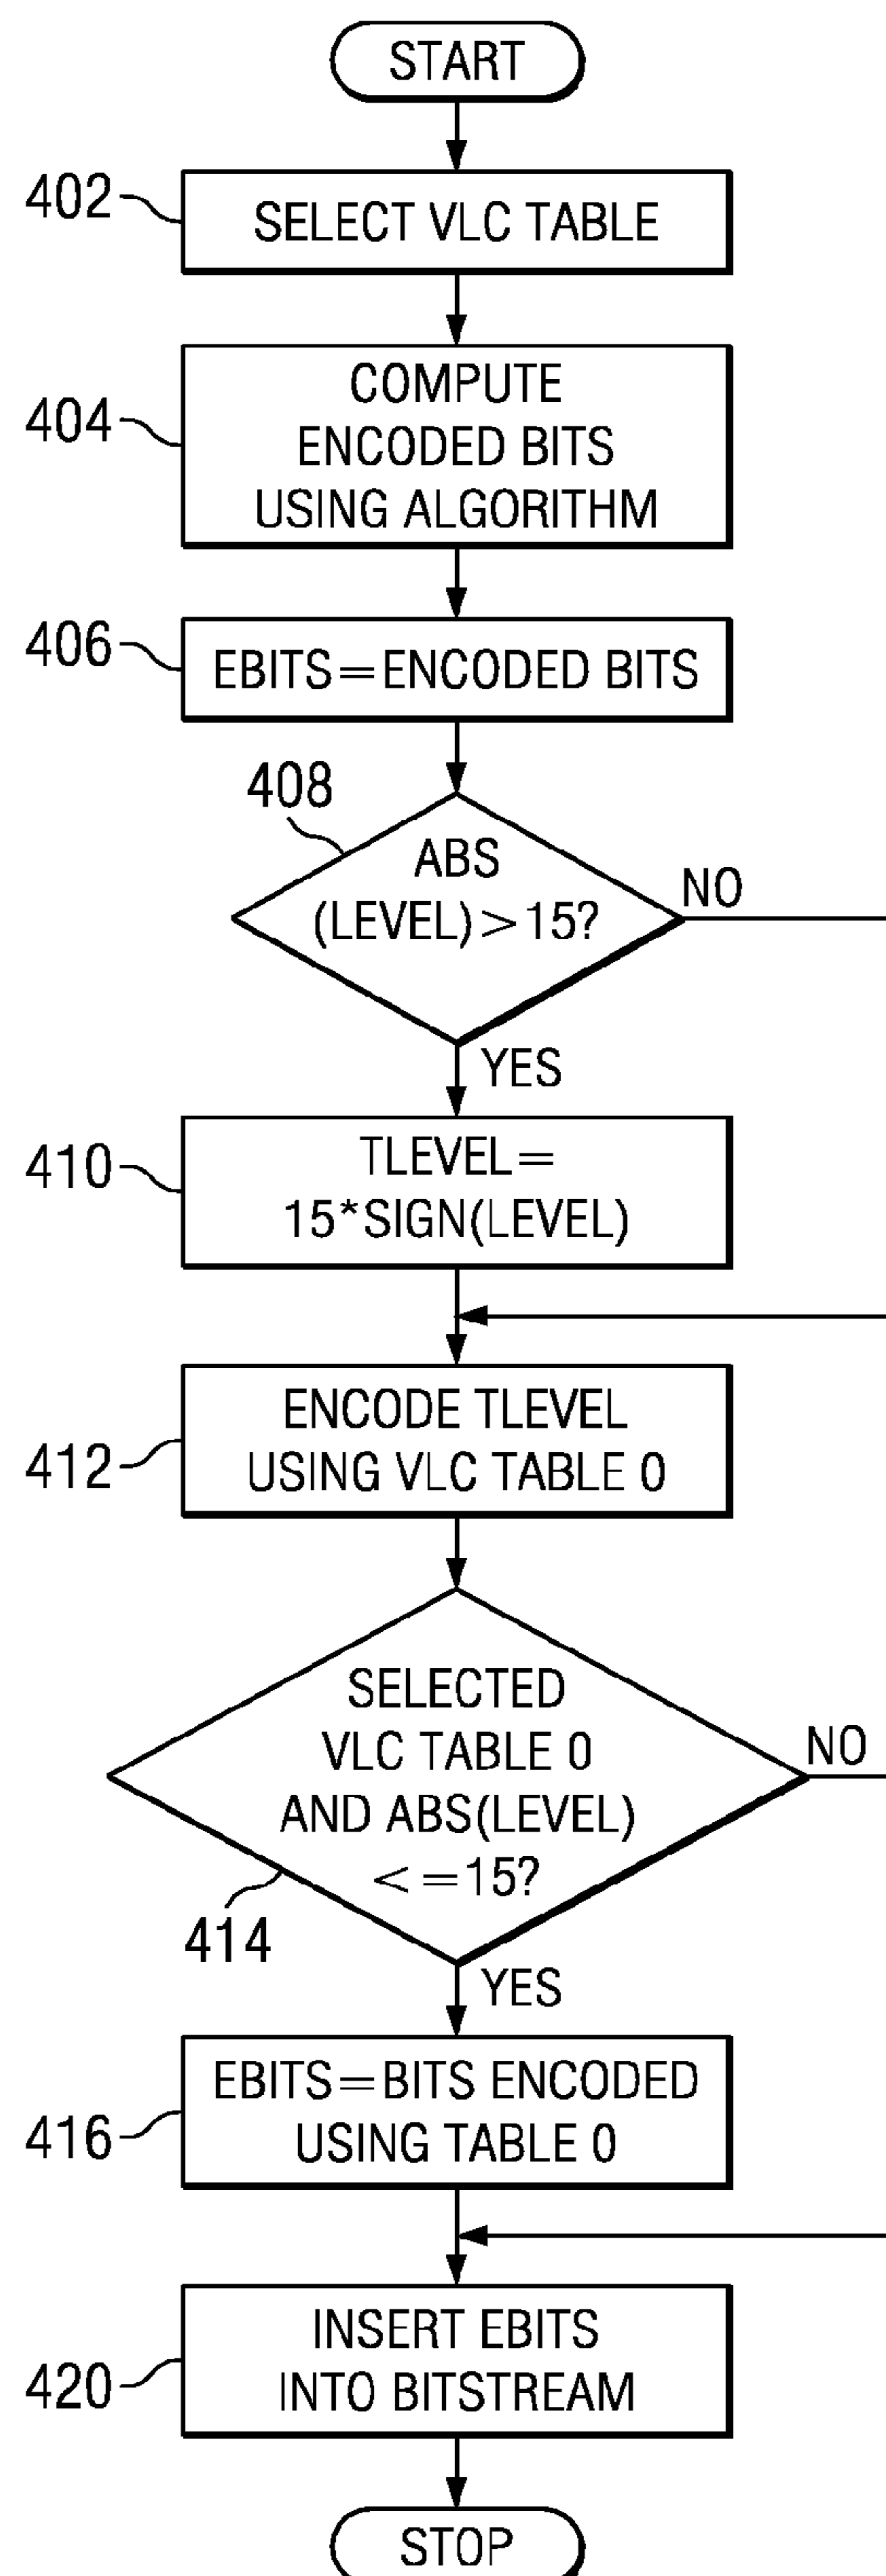 START
402
SELECT VLC TABLE
404
COMPUTE
ENCODED BITS
USING ALGORITHM
406
EBITS=ENCODED BITS
408
ABS
(LEVEL)>15?
NO
YES
410
TLEVEL=
15*SIGN(LEVEL)
412
ENCODE TLEVEL
USING VLC TABLE 0
SELECTED
VLC TABLE 0
AND ABS(LEVEL)
<=15?
NO
414
YES
416
EBITS=BITS ENCODED
USING TABLE 0
420
INSERT EBITS
INTO BITSTREAM
STOP